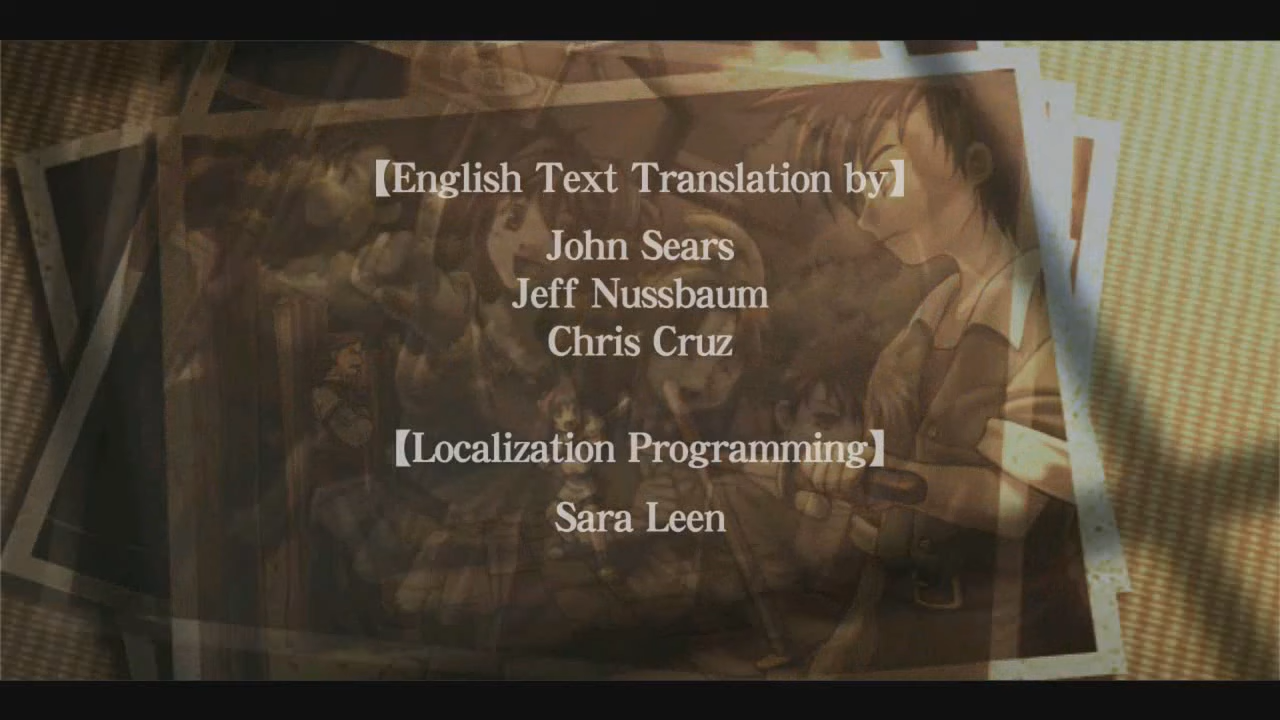 【English Text Translation by】
John Sears
Jeff Nussbaum
Chris Cruz
【Localization Programming】
Sara Leen